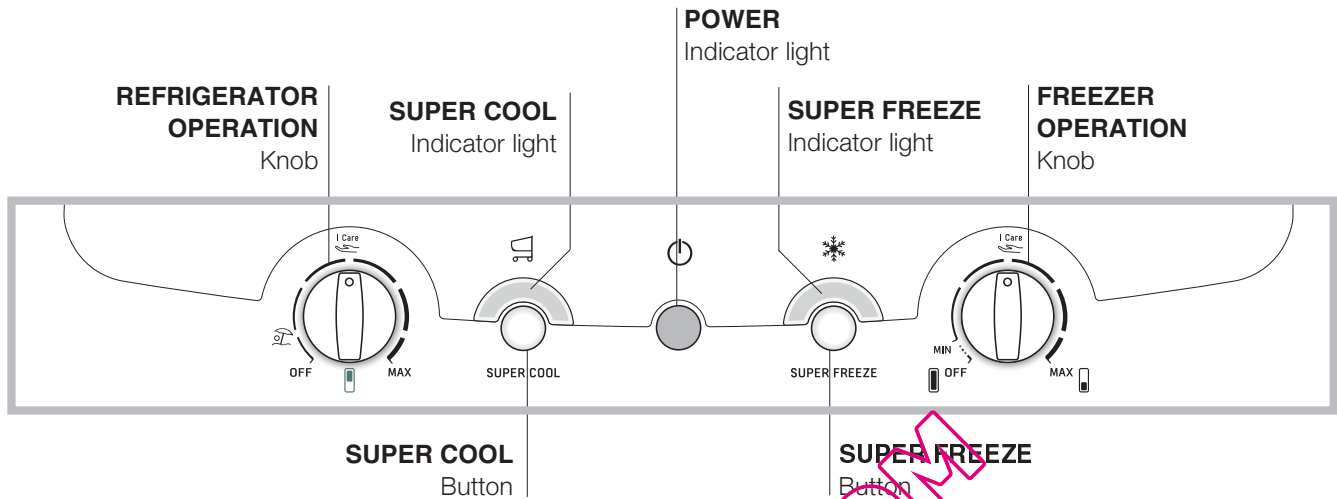 POWER
Indicator light
REFRIGERATOR
OPERATION
Knob
SUPER COOL
Indicator light
SUPER FREEZE
Indicator light
FREEZER
OPERATION
Knob
I Care
I Care
OFF
MAX
SUPER COOL
SUPER FREEZE
MIN
OFF
MAX
SUPER COOL
Button
SUPER FREEZE
Button
OM